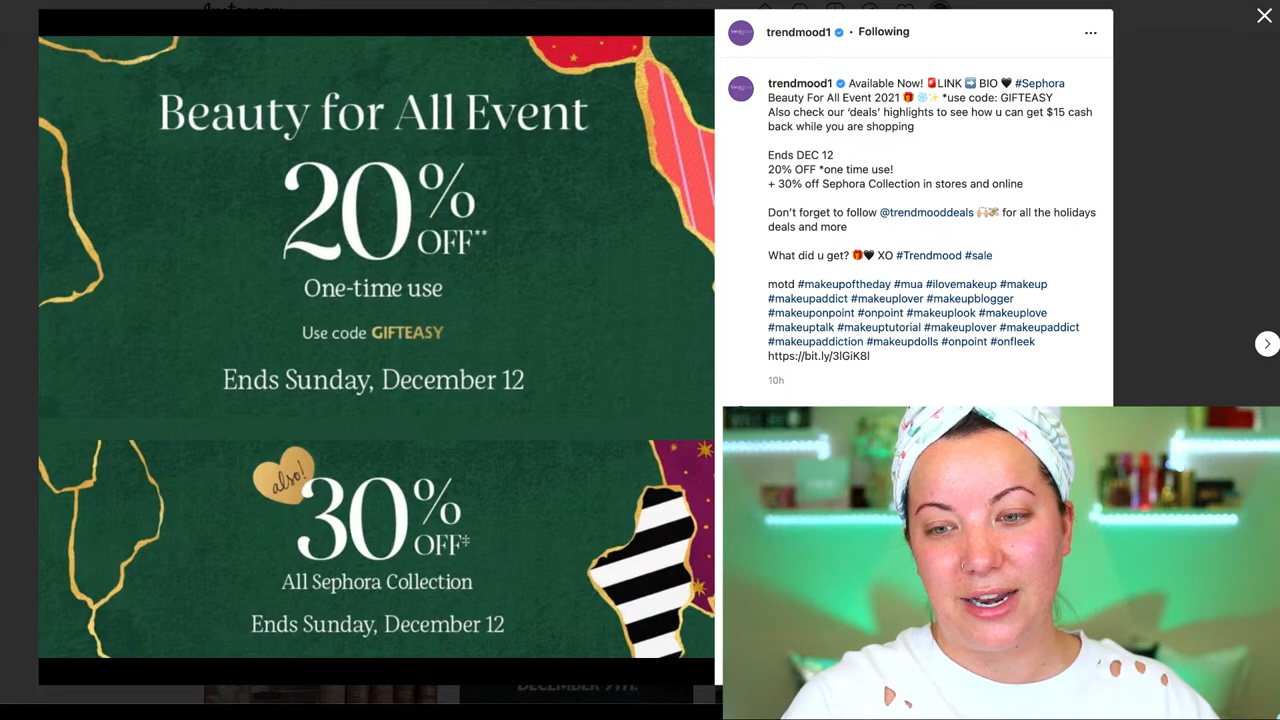 Beauty for All Event
20% OFF**
One-time use
Use code GIFTEASY
Ends Sunday, December 12
also!
30% OFF‡
All Sephora Collection
Ends Sunday, December 12
DECEMBER 9TH.
trendmood1 • Following
trendmood1 Available Now! 🚨LINK ➡️ BIO 🖤 #Sephora
Beauty For All Event 2021 🎁 ❄️✨ *use code: GIFTEASY
Also check our ‘deals’ highlights to see how u can get $15 cash
back while you are shopping
Ends DEC 12
20% OFF *one time use!
+ 30% off Sephora Collection in stores and online
Don’t forget to follow @trendmooddeals 🙌🏻💸 for all the holidays
deals and more
What did u get? 🎁🖤 XO #Trendmood #sale
motd #makeupoftheday #mua #ilovemakeup #makeup
#makeupaddict #makeuplover #makeupblogger
#makeuponpoint #onpoint #makeuplook #makeuplove
#makeuptalk #makeuptutorial #makeuplover #makeupaddict
#makeupaddiction #makeupdolls #onpoint #onfleek
https://bit.ly/3lGiK8l
10h